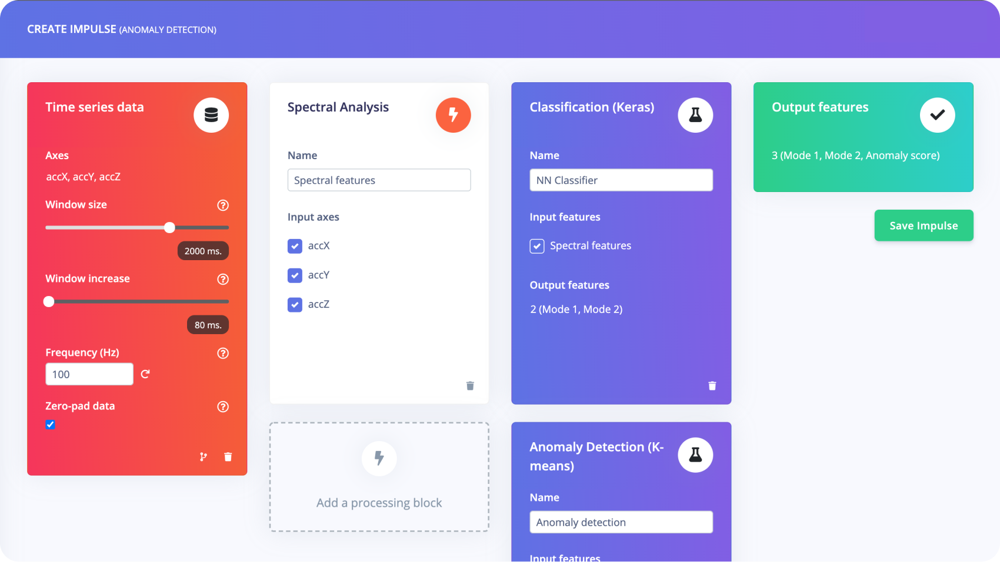 CREATE IMPULSE (ANOMALY DETECTION)
Time series data
Axes
accX, accY, accZ
Window size
2000 ms.
Window increase
80 ms.
Frequency (Hz)
100
Zero-pad data
Spectral Analysis
Name
Spectral features
Input axes
accX
accY
accZ
Add a processing block
Classification (Keras)
Name
NN Classifier
Input features
Spectral features
Output features
2 (Mode 1, Mode 2)
Anomaly Detection (K-
means)
Name
Anomaly detection
Input features
Output features
3 (Mode 1, Mode 2, Anomaly score)
Save Impulse